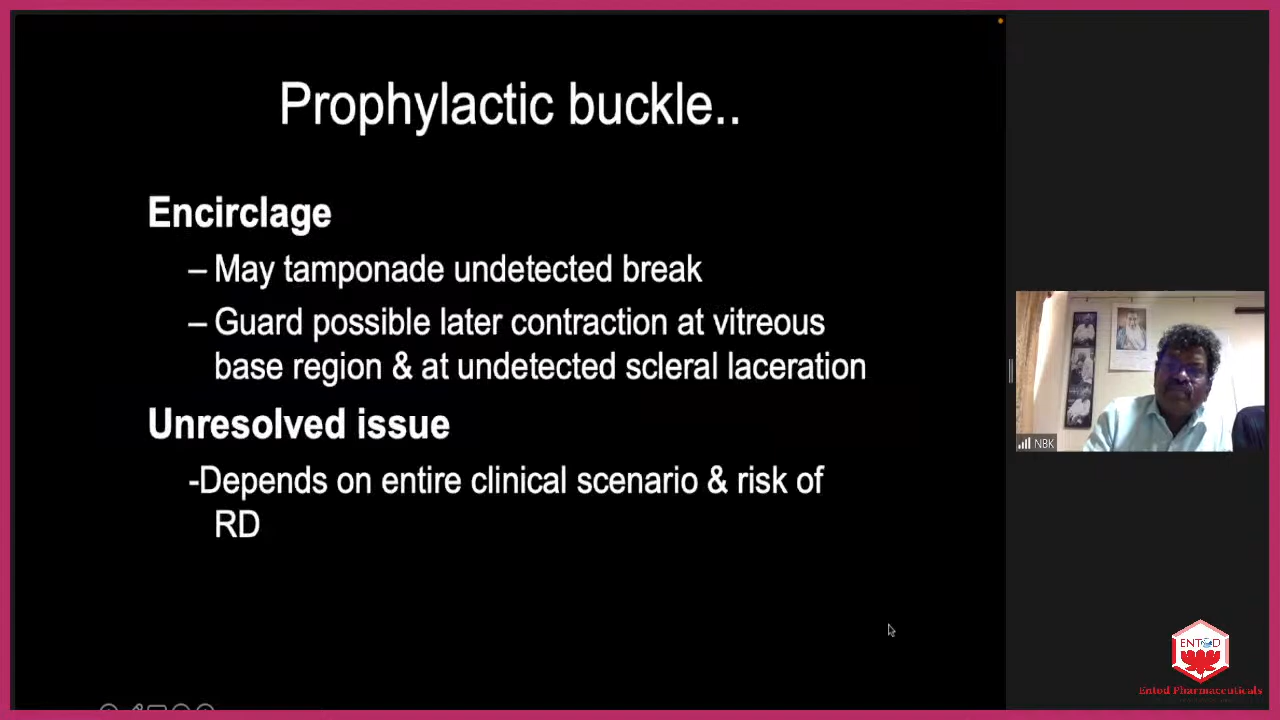 Prophylactic buckle..
Encirclage
– May tamponade undetected break
– Guard possible later contraction at vitreous
base region & at undetected scleral laceration
Unresolved issue
-Depends on entire clinical scenario & risk of
RD
NBK
ENTOD
Entod Pharmaceuticals